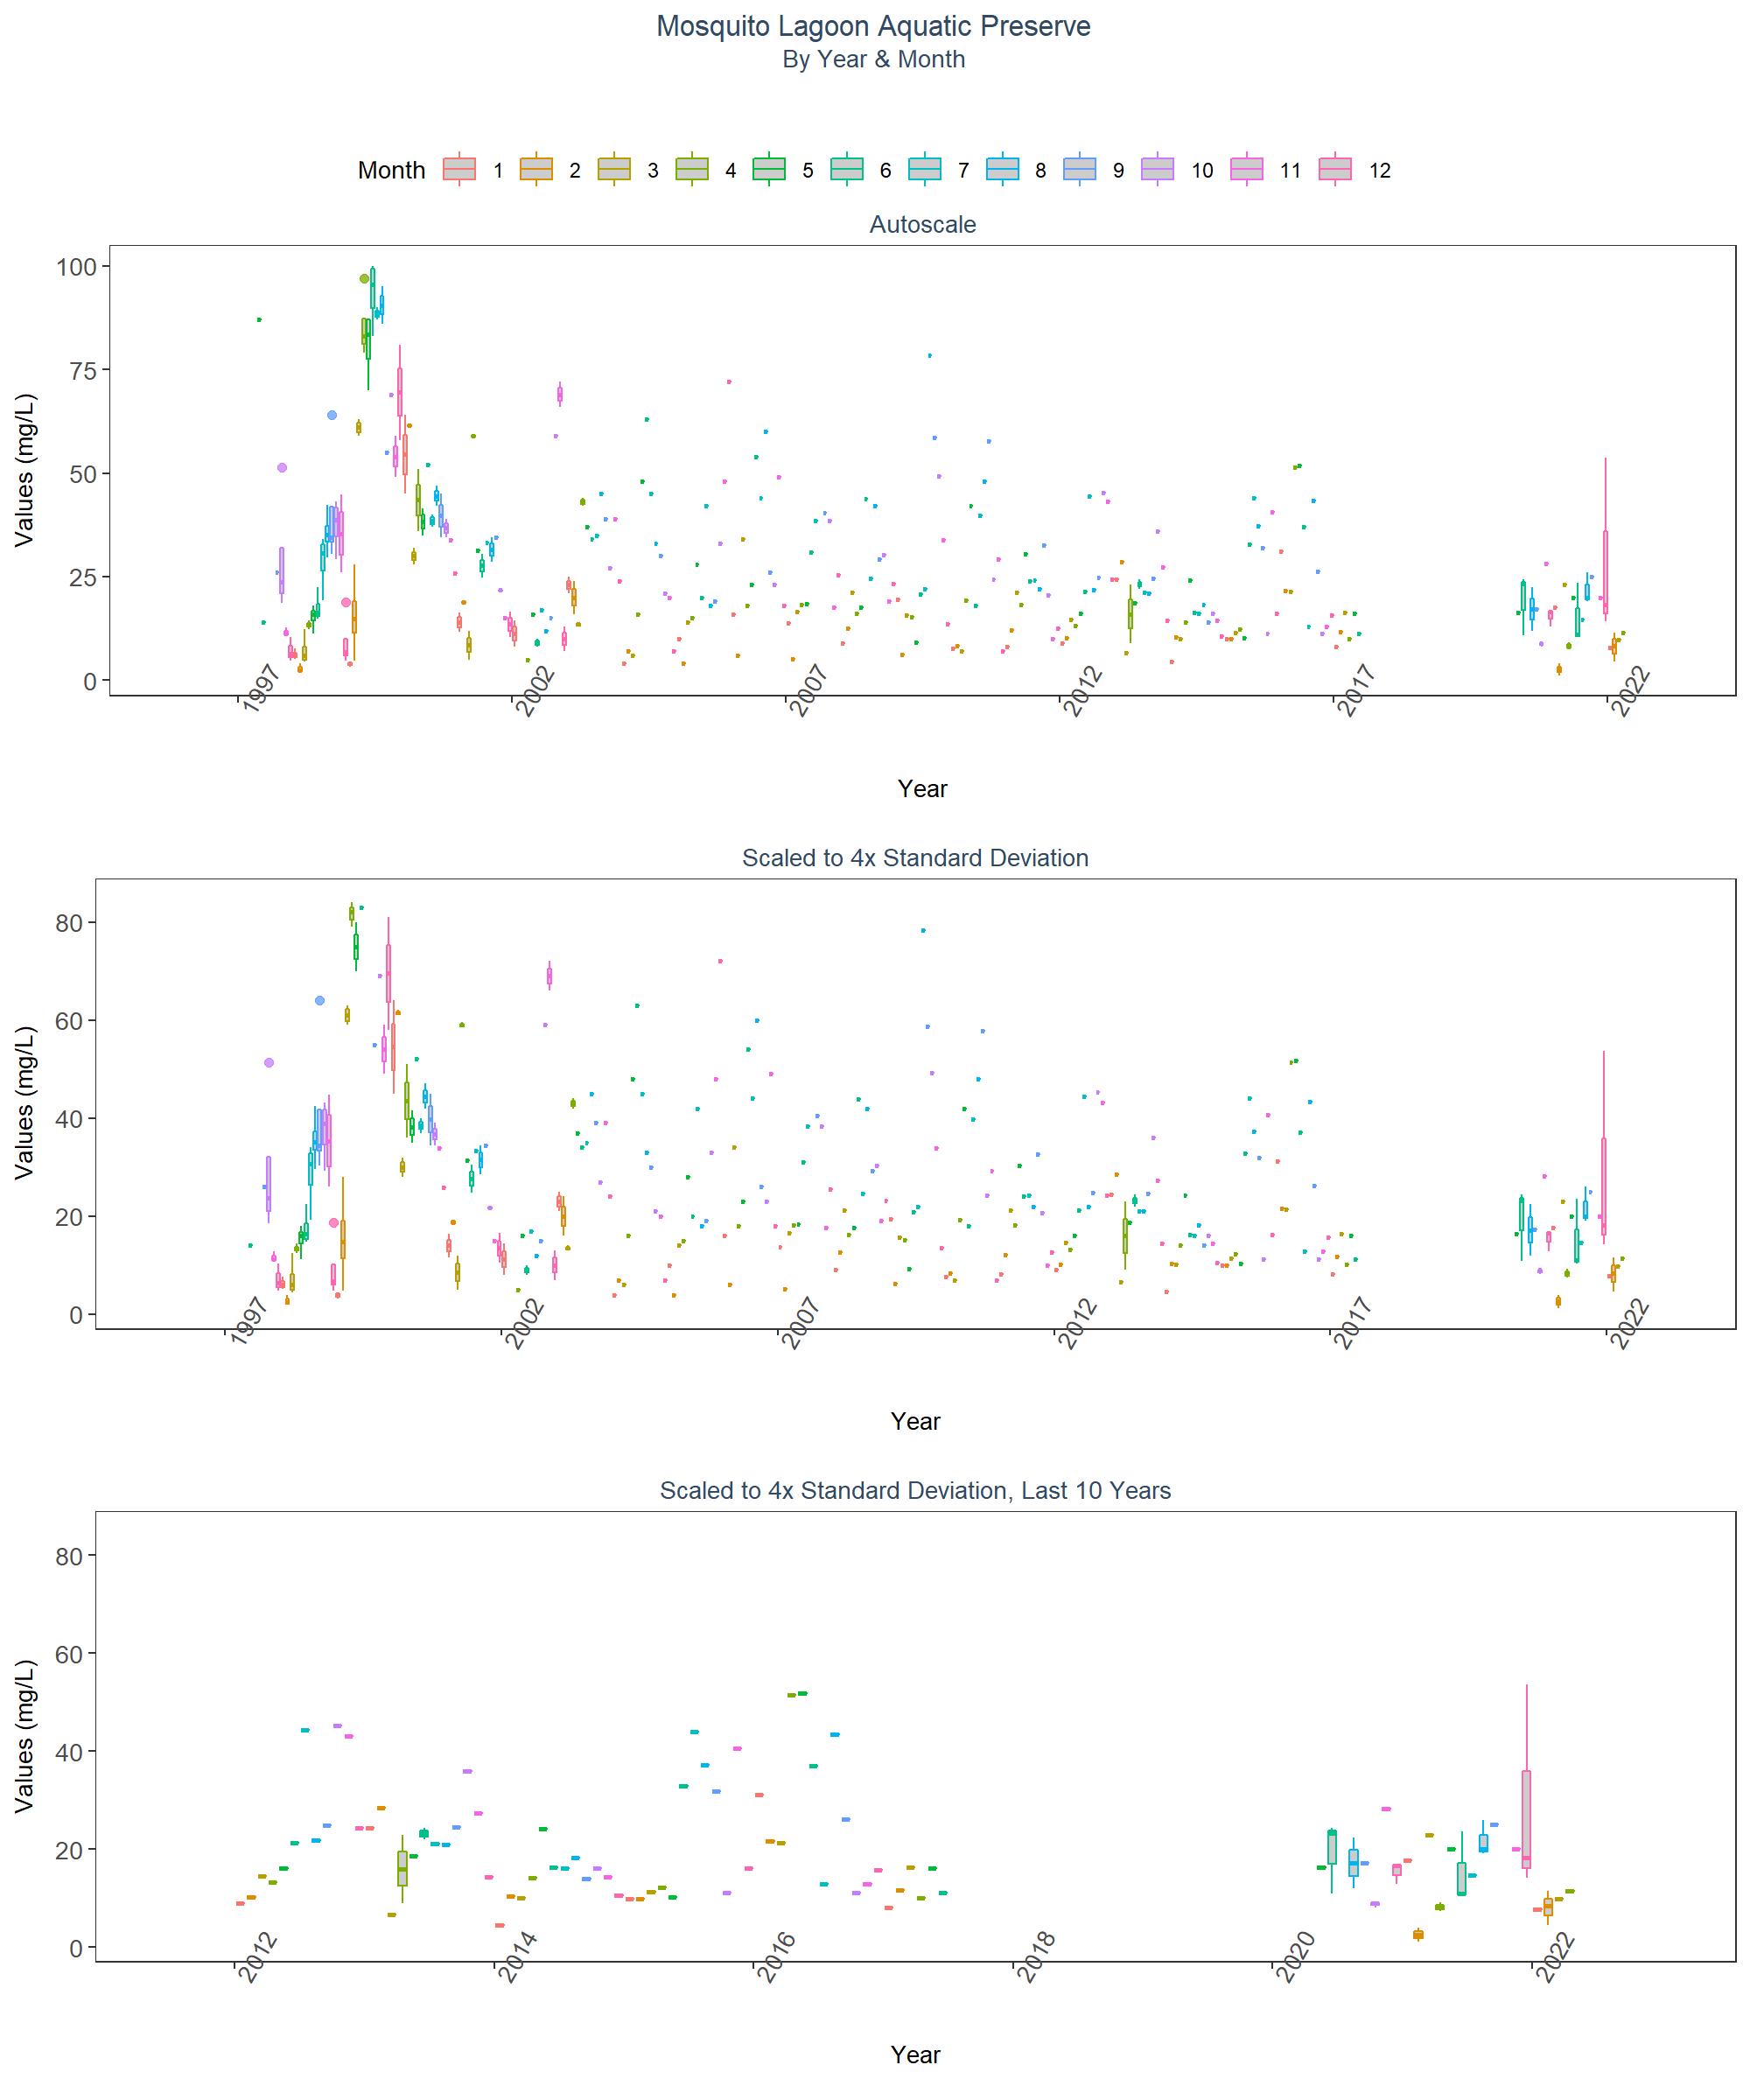 Mosquito Lagoon Aquatic Preserve
By Year & Month
Month 1 2 3 4 5 6 7 8 9 10 11 12
Autoscale
100
75
50
25
0
Values (mg/L)
1997 2002 2007 2012 2017 2022
Year
Scaled to 4x Standard Deviation
80
60
40
20
0
Values (mg/L)
1997 2002 2007 2012 2017 2022
Year
Scaled to 4x Standard Deviation, Last 10 Years
80
60
40
20
0
Values (mg/L)
2012 2014 2016 2018 2020 2022
Year